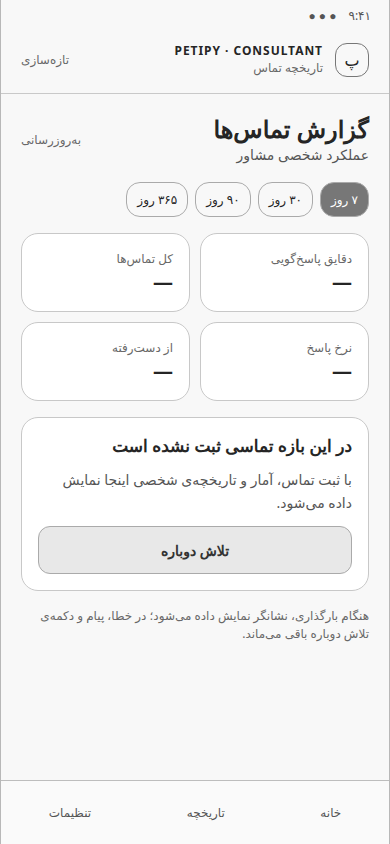 ۹:۴۱ ●●●
پ
PETIPY · CONSULTANT
تاریخچه تماس
تازه‌سازی
گزارش تماس‌ها
عملکرد شخصی مشاور
به‌روزرسانی
۷ روز
۳۰ روز
۹۰ روز
۳۶۵ روز
دقایق پاسخ‌گویی
—
کل تماس‌ها
—
نرخ پاسخ
—
از دست‌رفته
—
در این بازه تماسی ثبت نشده است
با ثبت تماس، آمار و تاریخچه‌ی شخصی اینجا نمایش
داده می‌شود.
تلاش دوباره
هنگام بارگذاری، نشانگر نمایش داده می‌شود؛ در خطا، پیام و دکمه‌ی
تلاش دوباره باقی می‌ماند.
خانه
تاریخچه
تنظیمات